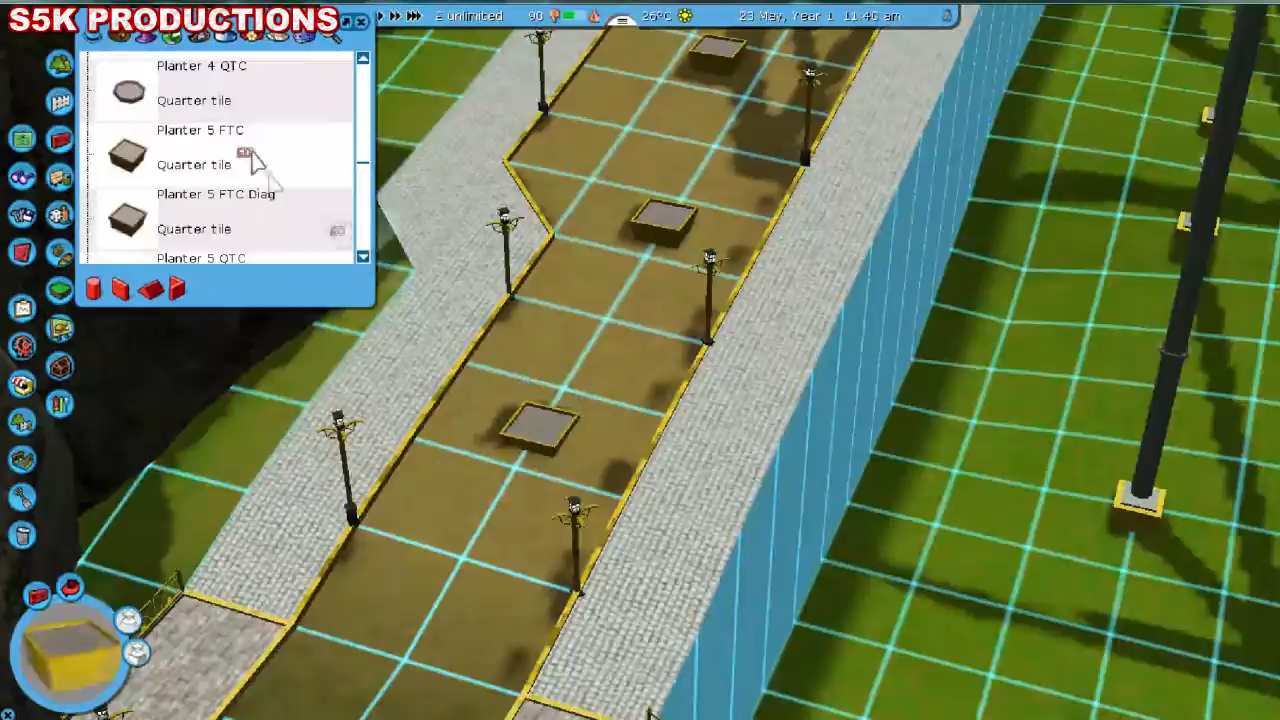 S5K PRODUCTIONS
£ unlimited 90 26°C 23 May, Year 1 11:40 am
Planter 4 QTC
Quarter tile
Planter 5 FTC
Quarter tile
Planter 5 FTC Diag
Quarter tile
Planter 5 QTC